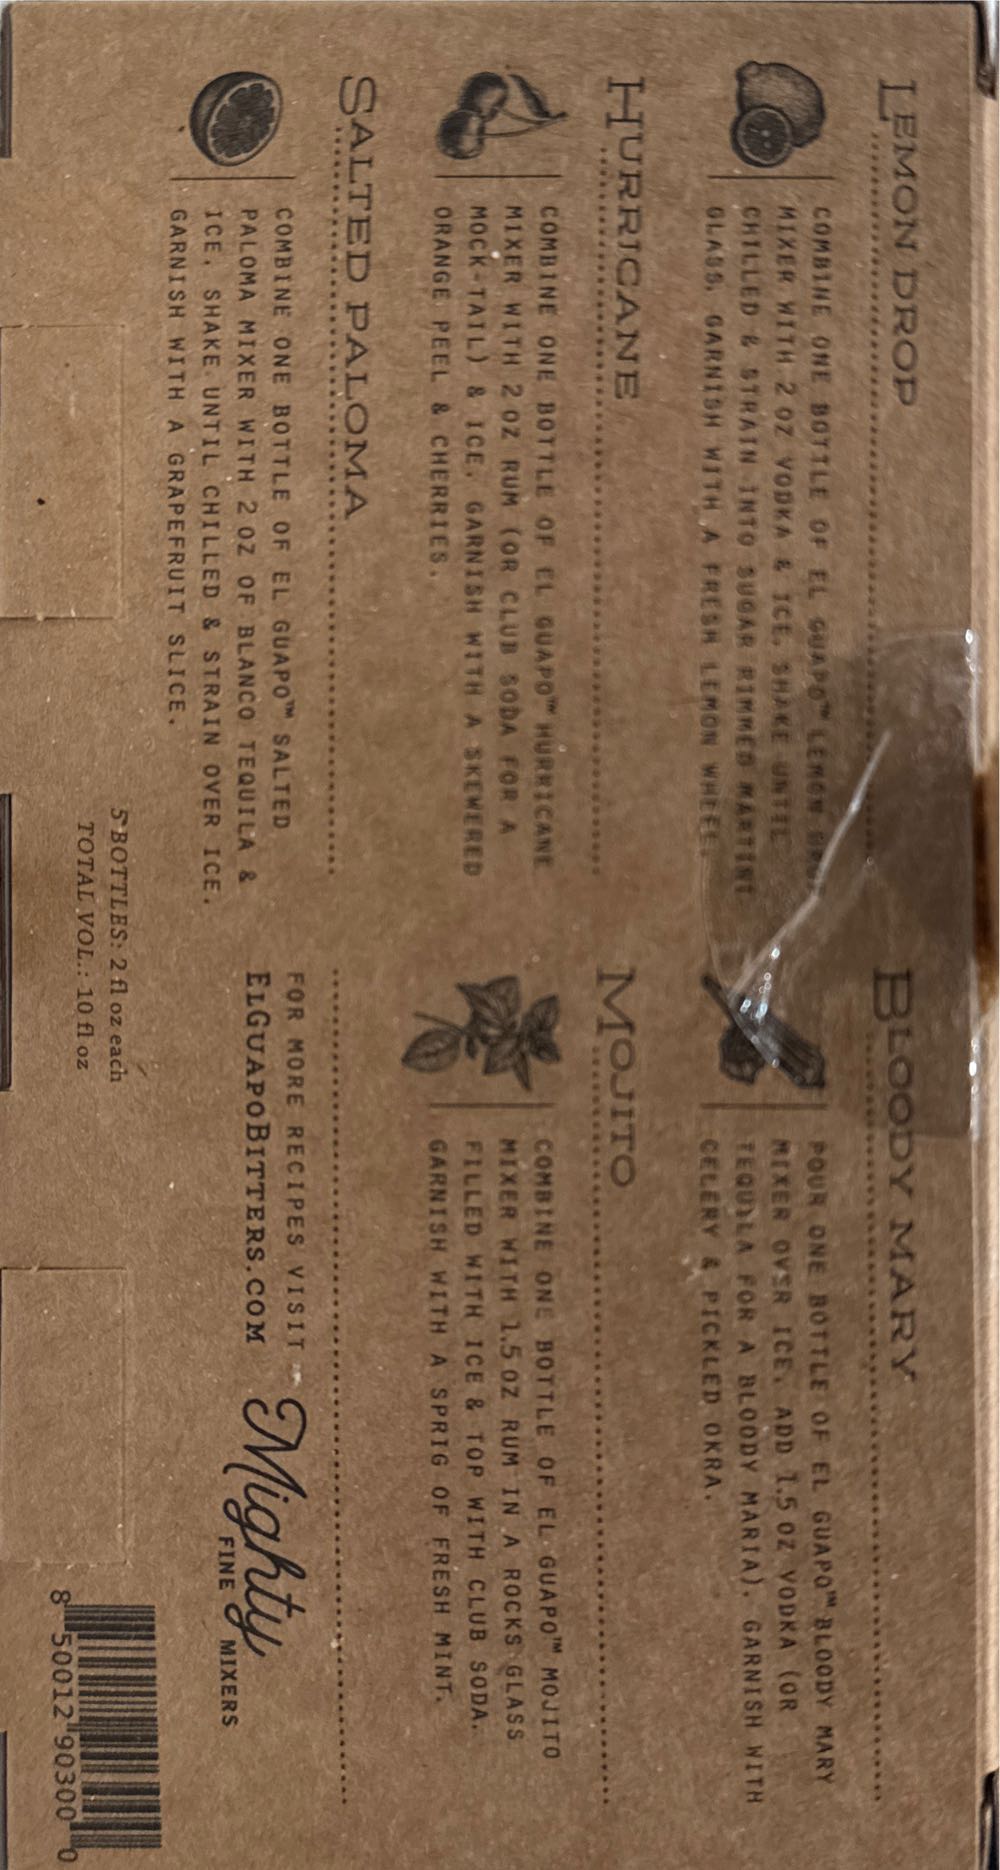 LEMON DROP
COMBINE ONE BOTTLE OF EL GUAPO™ LEMON DROP
MIXER WITH 2 OZ VODKA & ICE. SHAKE UNTIL
CHILLED & STRAIN INTO SUGAR RIMMED MARTINI
GLASS. GARNISH WITH A FRESH LEMON WHEEL.
HURRICANE
COMBINE ONE BOTTLE OF EL GUAPO™ HURRICANE
MIXER WITH 2 OZ RUM (OR CLUB SODA FOR A
MOCK-TAIL) & ICE. GARNISH WITH A SKEWERED
ORANGE PEEL & CHERRIES.
SALTED PALOMA
COMBINE ONE BOTTLE OF EL GUAPO™ SALTED
PALOMA MIXER WITH 2 OZ OF BLANCO TEQUILA &
ICE. SHAKE UNTIL CHILLED & STRAIN OVER ICE.
GARNISH WITH A GRAPEFRUIT SLICE.
BLOODY MARY
POUR ONE BOTTLE OF EL GUAPO™ BLOODY MARY
MIXER OVER ICE. ADD 1.5 OZ VODKA (OR
TEQUILA FOR A BLOODY MARIA). GARNISH WITH
CELERY & PICKLED OKRA.
MOJITO
COMBINE ONE BOTTLE OF EL GUAPO™ MOJITO
MIXER WITH 1.5 OZ RUM IN A ROCKS GLASS
FILLED WITH ICE & TOP WITH CLUB SODA.
GARNISH WITH A SPRIG OF FRESH MINT.
FOR MORE RECIPES VISIT
ELGUAPOBITTERS.COM
Mighty
FINE MIXERS
5 BOTTLES: 2 fl oz each
TOTAL VOL.: 10 fl oz
8 50012 90300 0